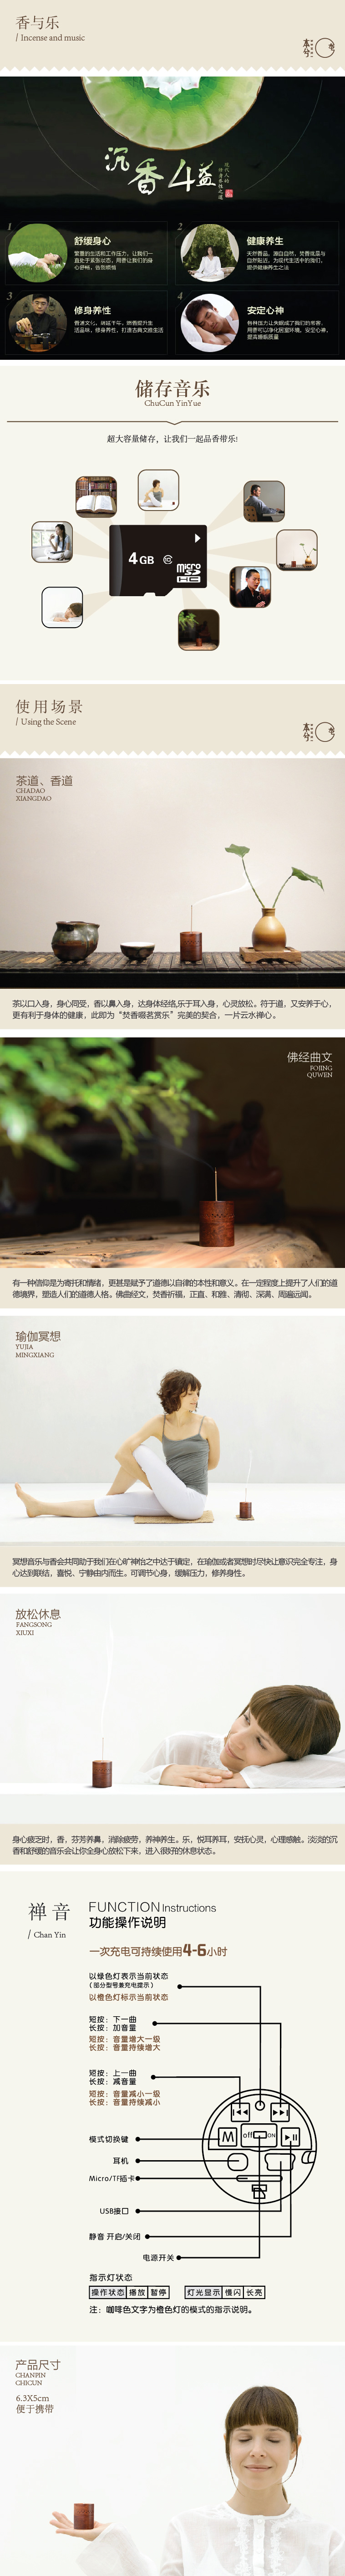 香与乐
/ Incense and music
沉香4益
现代人的
修身养性之道
1
舒缓身心
2
健康养生
3
修身养性
4
安定心神
储存音乐
ChuCun YinYue
超大容量储存，让我们一起品香带乐!
4GB
micro
SD
HC
使用场景
/ Using the Scene
茶道、香道
CHADAO
XIANGDAO
茶以口入身，身心同受，香以鼻入身，达身体经络,乐于耳入身，心灵放松。符于道，又安养于心，
更有利于身体的健康，此即为“焚香啜茗赏乐”完美的契合，一片云水禅心。
佛经曲文
FOJING
QUWEN
有一种信仰是为寄托和情绪，更甚是赋予了道德以自律的本性和意义。在一定程度上提升了人们的道
德境界，塑造人们的道德人格。佛曲经文，焚香祈福，正直、和雅、清彻、深满、周遍远闻。
瑜伽冥想
YUJIA
MINGXIANG
冥想音乐与香会共同助于我们在心旷神怡之中达于镇定，在瑜伽或者冥想时尽快让意识完全专注，身
心达到联结，喜悦、宁静由内而生。可调节心身，缓解压力，修养身性。
放松休息
FANGSONG
XIUXI
身心疲乏时，香，芬芳养鼻，消除疲劳，养神养生。乐，悦耳养耳，安抚心灵，心理感触。淡淡的沉
香和舒缓的音乐会让你全身心放松下来，进入很好的休息状态。
禅音
/ Chan Yin
FUNCTION Instructions
功能操作说明
一次充电可持续使用4-6小时
以绿色灯表示当前状态
（部分型号兼充电提示）
以橙色灯标示当前状态
短按：下一曲
长按：加音量
短按：音量增大一级
长按：音量持续增大
短按：上一曲
长按：减音量
短按：音量减小一级
长按：音量持续减小
模式切换键
M
off
ON
耳机
Micro/TF插卡
USB接口
静音 开启/关闭
电源开关
指示灯状态
操作状态 播放 暂停 灯光显示 慢闪 长亮
注：咖啡色文字为橙色灯的模式的指示说明。
产品尺寸
CHANPIN
CHICUN
6.3X5cm
便于携带